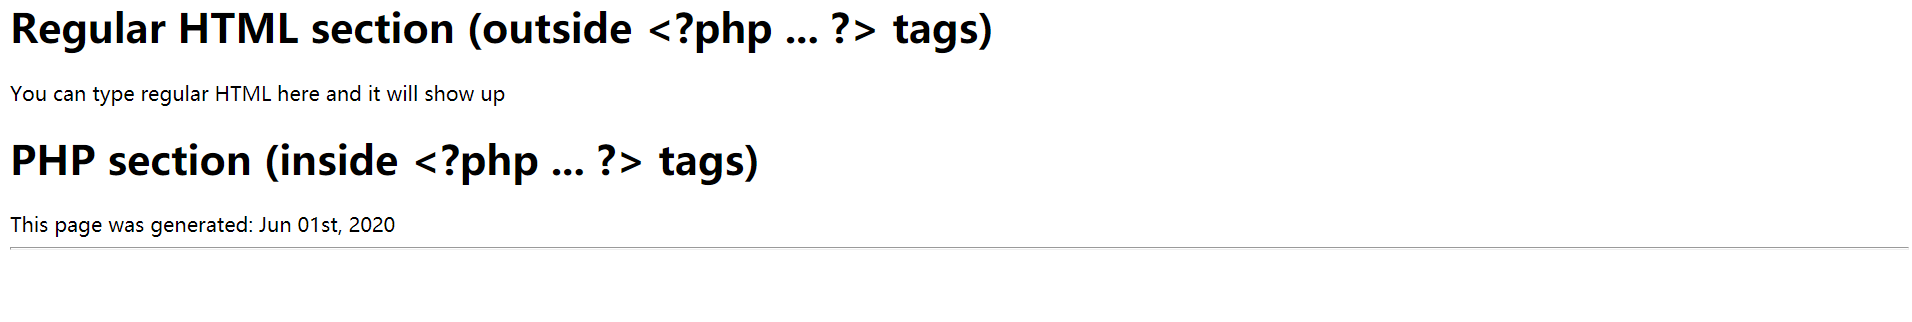 Regular HTML section (outside <?php ... ?> tags)
You can type regular HTML here and it will show up
PHP section (inside <?php ... ?> tags)
This page was generated: Jun 01st, 2020